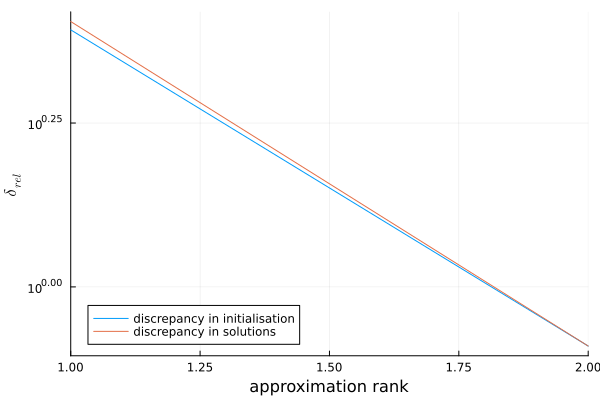 10^0.25
δ_rel
10^0.00
discrepancy in initialisation
discrepancy in solutions
1.00 1.25 1.50 1.75 2.00
approximation rank